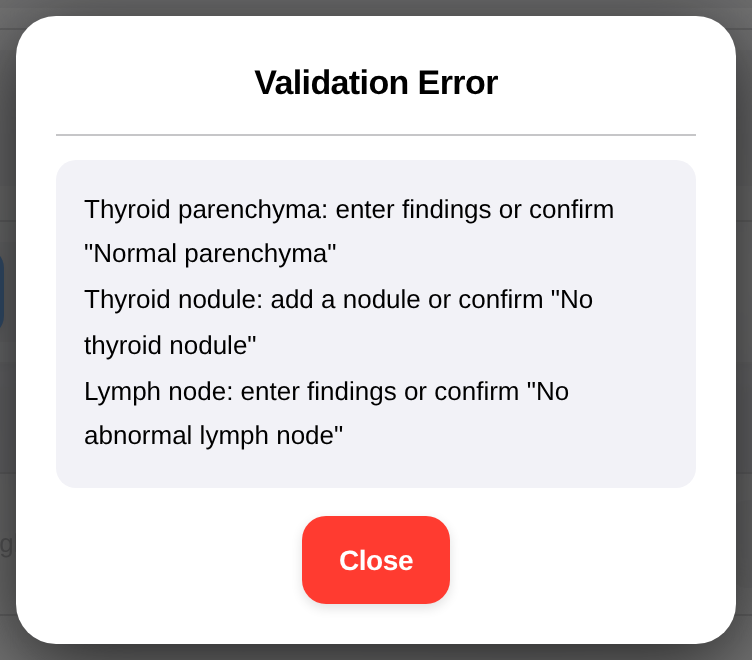 Validation Error
Thyroid parenchyma: enter findings or confirm
"Normal parenchyma"
Thyroid nodule: add a nodule or confirm "No
thyroid nodule"
Lymph node: enter findings or confirm "No
abnormal lymph node"
g
Close